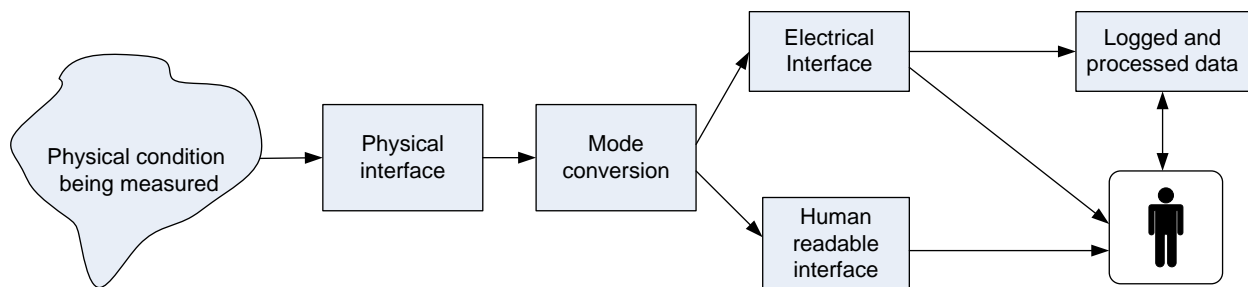 Physical condition
being measured
Physical
interface
Mode
conversion
Electrical
Interface
Human
readable
interface
Logged and
processed data